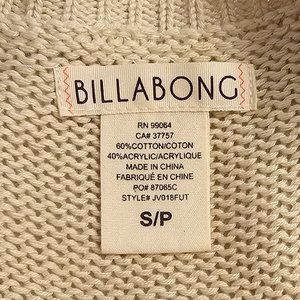 BILLABONG
RN 99064
CA# 37757
60%COTTON/COTON
40%ACRYLIC/ACRYLIQUE
MADE IN CHINA
FABRIQUÉ EN CHINE
PO# 87065C
STYLE# JV018FUT
S/P